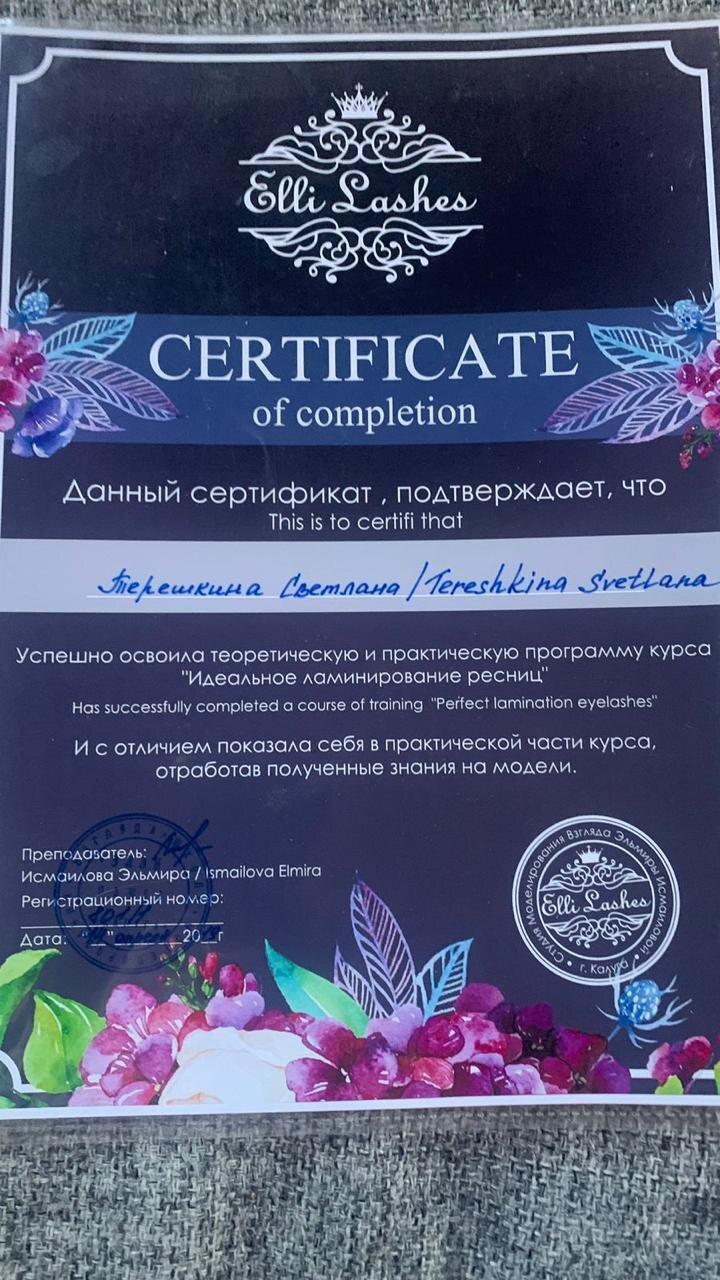 Elli Lashes
CERTIFICATE
of completion
Данный сертификат , подтверждает, что
This is to certifi that
Терешкина Светлана / Tereshkina Svetlana
Успешно освоила теоретическую и практическую программу курса
"Идеальное ламинирование ресниц"
Has successfully completed a course of training "Perfect lamination eyelashes"
И с отличием показала себя в практической части курса,
отработав полученные знания на модели.
Преподаватель:
Исмаилова Эльмира / Ismailova Elmira
Регистрационный номер:
Дата: апреля 20 г
Студия Моделирования Взгляда Эльмиры Исмаиловой
Elli Lashes
г. Калуга